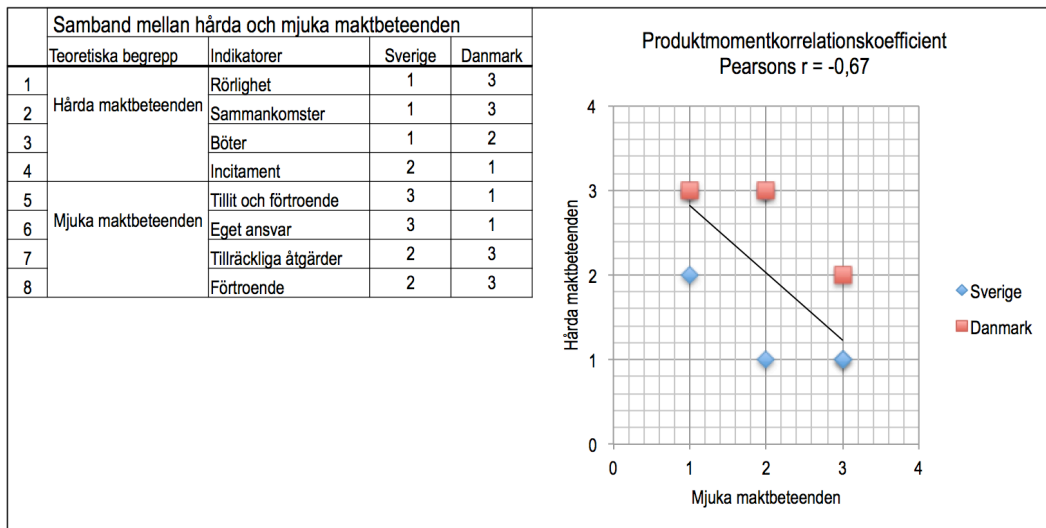 Samband mellan hårda och mjuka maktbeteenden
Teoretiska begrepp Indikatorer Sverige Danmark
1 Hårda maktbeteenden Rörlighet 1 3
2 Sammankomster 1 3
3 Böter 1 2
4 Incitament 2 1
5 Mjuka maktbeteenden Tillit och förtroende 3 1
6 Eget ansvar 3 1
7 Tillräckliga åtgärder 2 3
8 Förtroende 2 3
Produktmomentkorrelationskoefficient
Pearsons r = -0,67
4
3
2
1
0
Hårda maktbeteenden
0 1 2 3 4
Mjuka maktbeteenden
Sverige
Danmark